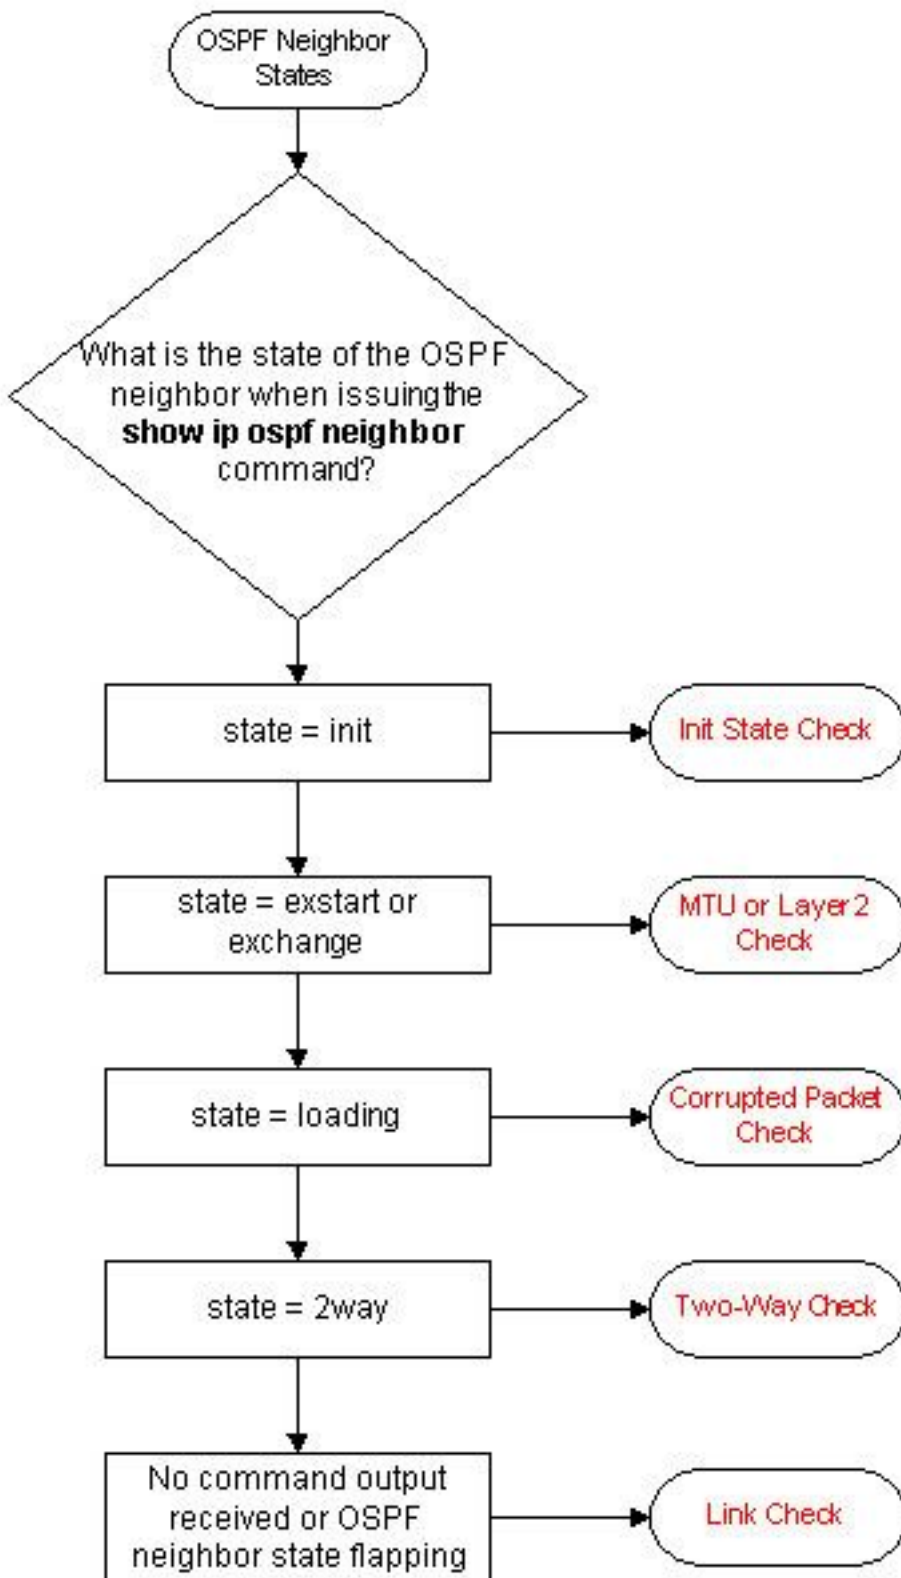 OSPF Neighbor
States
What is the state of the OSPF
neighbor when issuing the
show ip ospf neighbor
command?
state = init
Init State Check
state = exstart or
exchange
MTU or Layer 2
Check
state = loading
Corrupted Packet
Check
state = 2way
Two-Way Check
No command output
received or OSPF
neighbor state flapping
Link Check